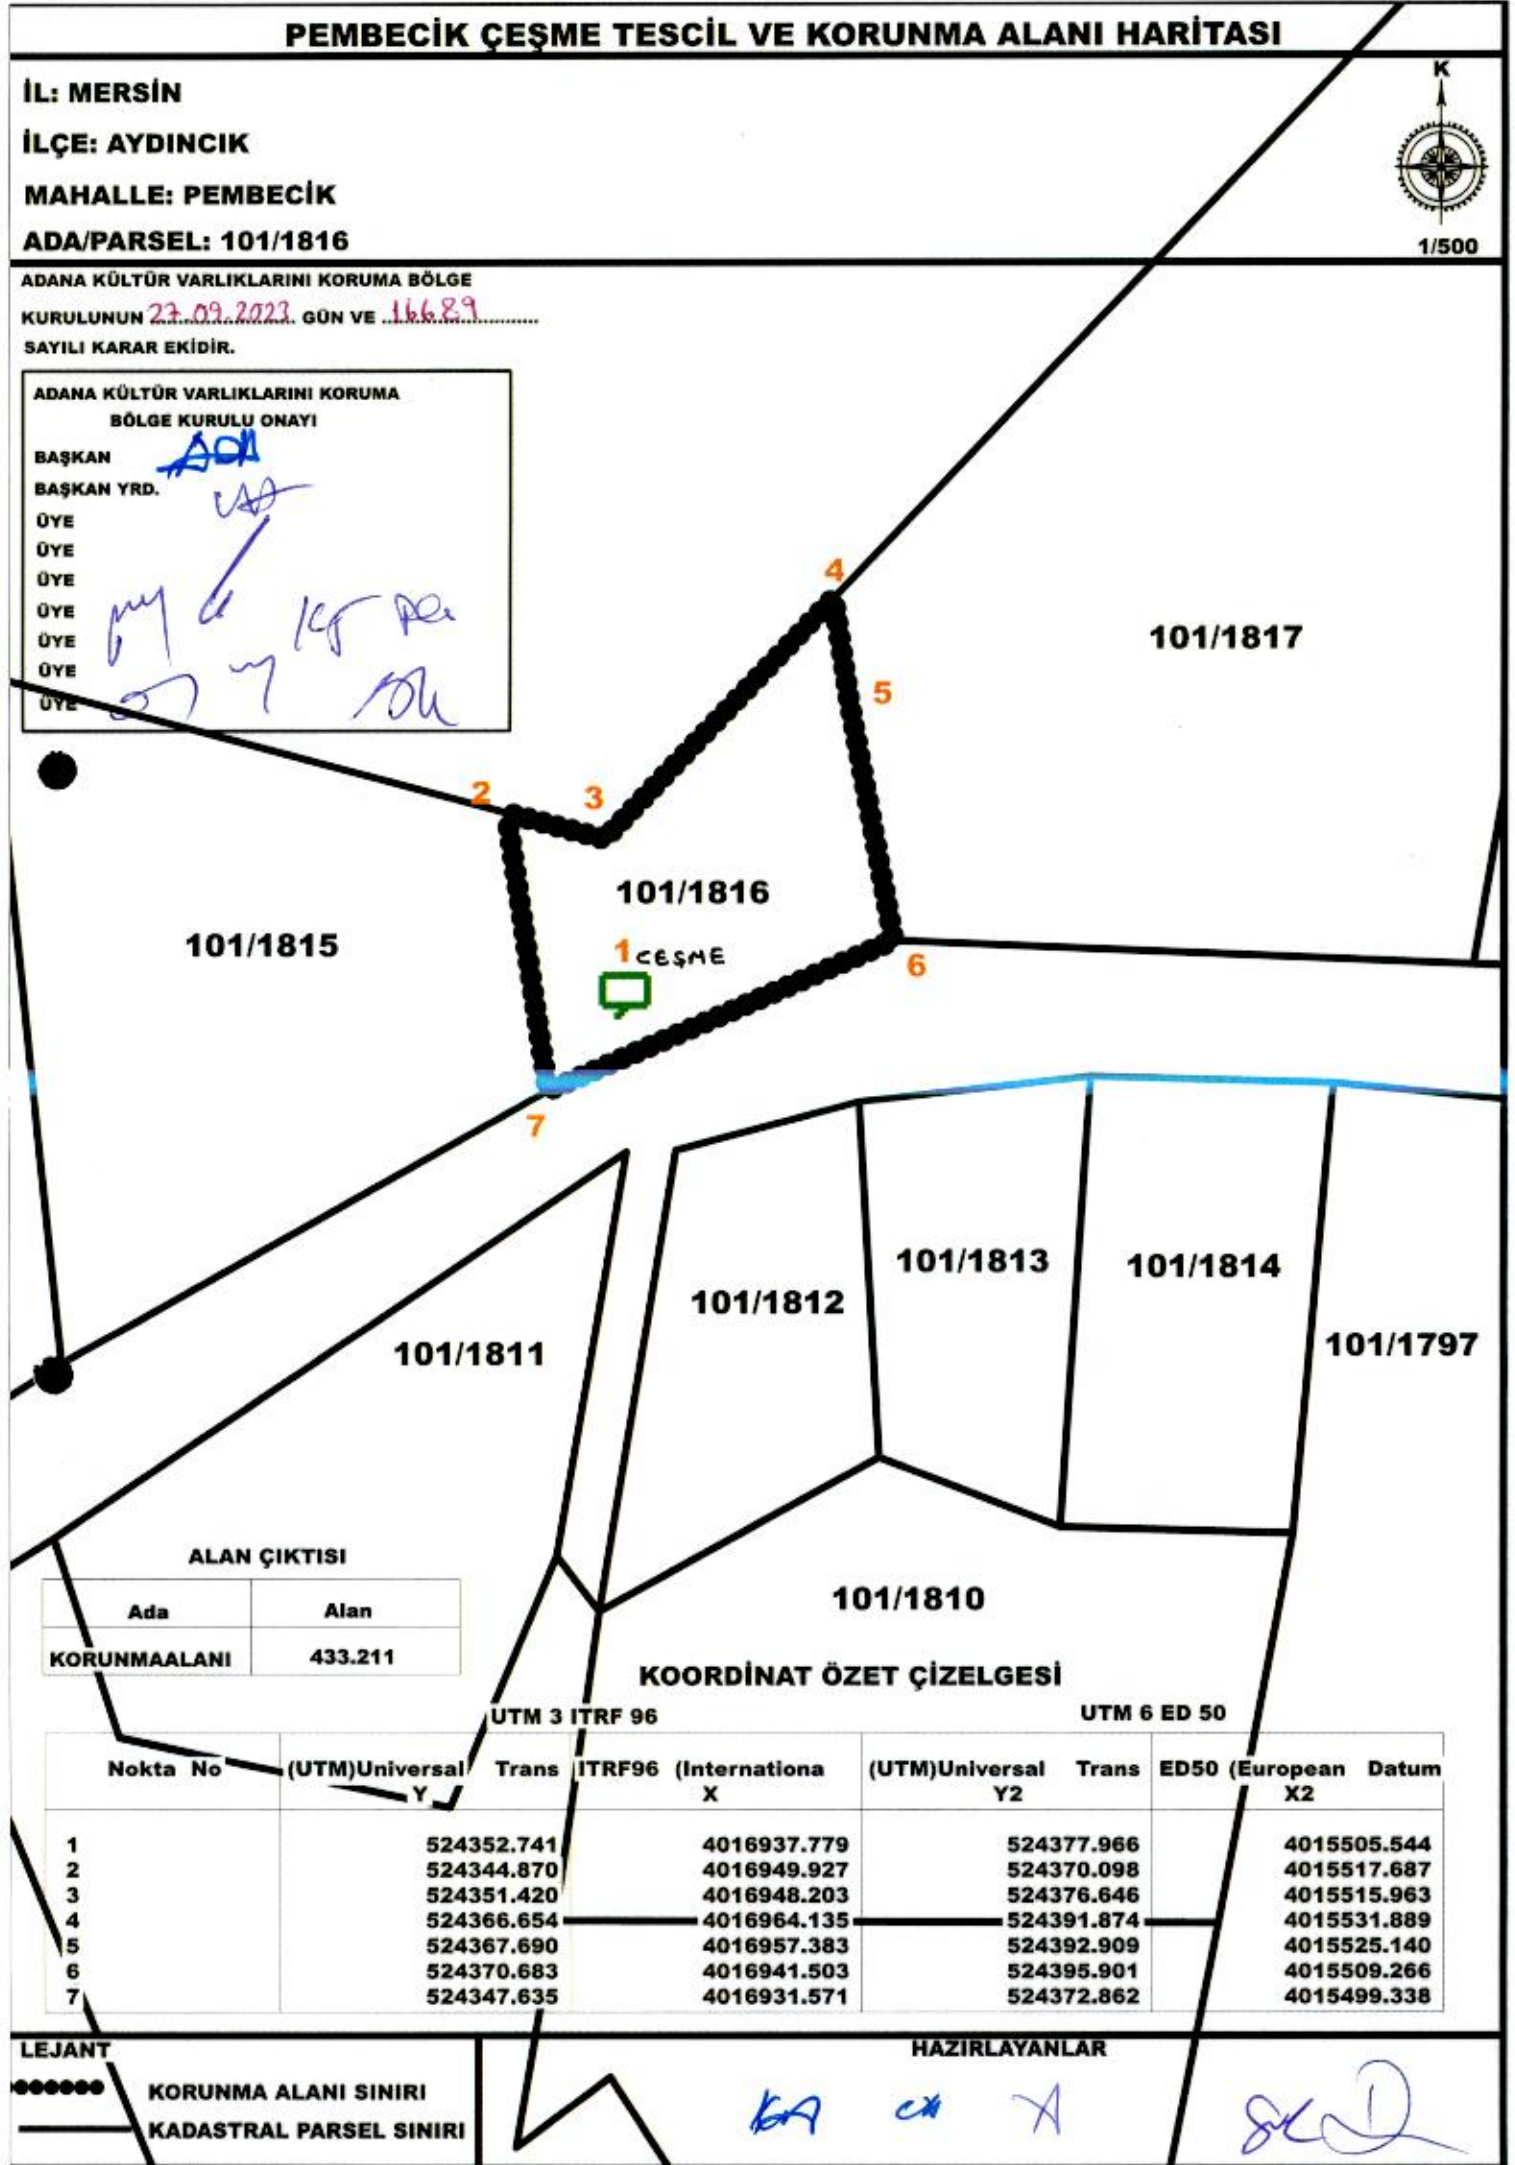 PEMBECİK ÇEŞME TESCİL VE KORUNMA ALANI HARİTASI
İL: MERSİN
İLÇE: AYDINCIK
MAHALLE: PEMBECİK
ADA/PARSEL: 101/1816
K
1/500
ADANA KÜLTÜR VARLIKLARINI KORUMA BÖLGE
KURULUNUN 27.09.2023 GÜN VE 16689
SAYILI KARAR EKİDİR.
ADANA KÜLTÜR VARLIKLARINI KORUMA
BÖLGE KURULU ONAYI
BAŞKAN
BAŞKAN YRD.
ÜYE
ÜYE
ÜYE
ÜYE
ÜYE
ÜYE
ÜYE
4
101/1817
5
2
3
101/1816
101/1815
1 CEŞME
6
7
101/1813
101/1814
101/1812
101/1797
101/1811
101/1810
ALAN ÇIKTISI
Ada Alan
KORUNMAALANI 433.211
KOORDİNAT ÖZET ÇİZELGESİ
UTM 3 ITRF 96 UTM 6 ED 50
Nokta No (UTM)Universal Trans ITRF96 (Internationa (UTM)Universal Trans ED50 (European Datum
Y X Y2 X2
1 524352.741 4016937.779 524377.966 4015505.544
2 524344.870 4016949.927 524370.098 4015517.687
3 524351.420 4016948.203 524376.646 4015515.963
4 524366.654 4016964.135 524391.874 4015531.889
5 524367.690 4016957.383 524392.909 4015525.140
6 524370.683 4016941.503 524395.901 4015509.266
7 524347.635 4016931.571 524372.862 4015499.338
LEJANT
KORUNMA ALANI SINIRI
KADASTRAL PARSEL SINIRI
HAZIRLAYANLAR